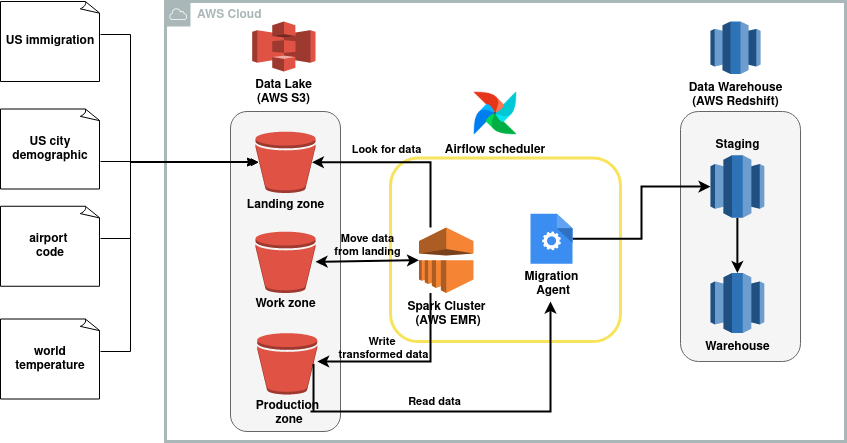 AWS Cloud
US immigration
US city
demographic
airport
code
world
temperature
Data Lake
(AWS S3)
Landing zone
Work zone
Production
zone
Look for data
Move data
from landing
Write
transformed data
Read data
Airflow scheduler
Spark Cluster
(AWS EMR)
Migration
Agent
Data Warehouse
(AWS Redshift)
Staging
Warehouse